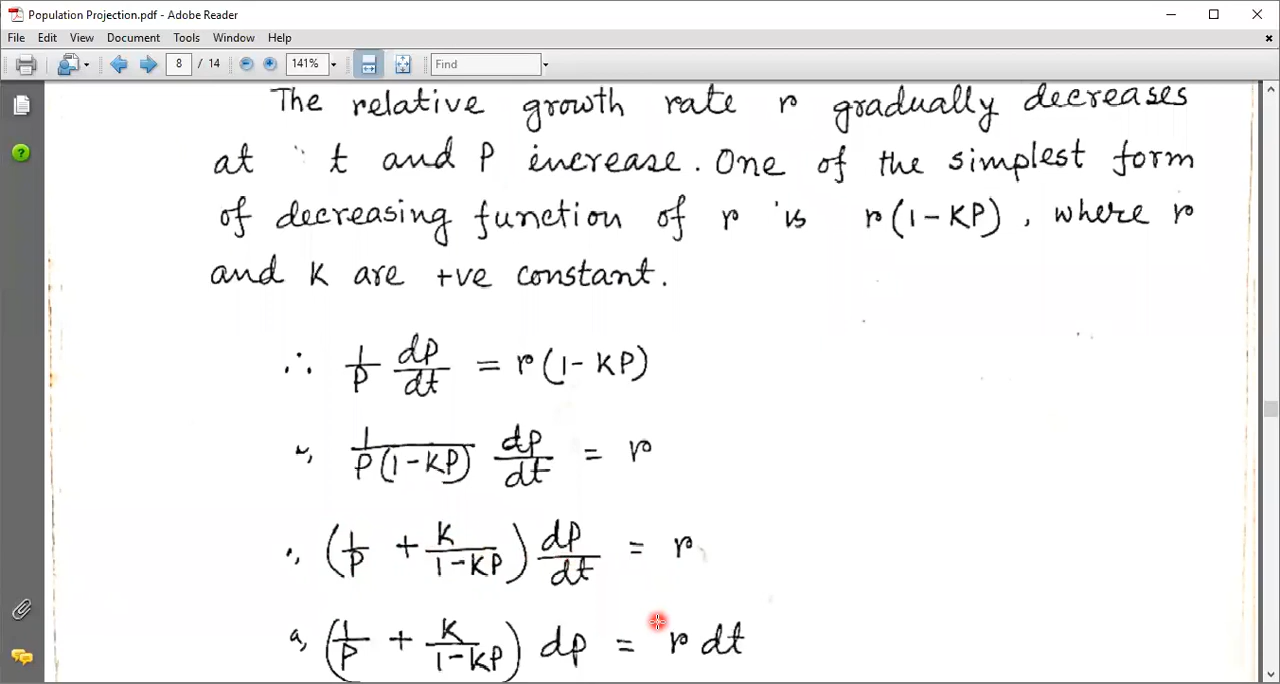 Population Projection.pdf - Adobe Reader
File Edit View Document Tools Window Help
8 / 14 141% Find
The relative growth rate r gradually decreases
at t and P increase. One of the simplest form
of decreasing function of r is r(1-KP), where r
and K are +ve constant.
∴ 1/P dP/dt = r(1-KP)
1/P(1-KP) dP/dt = r
(1/P + K/1-KP) dP/dt = r
(1/P + K/1-KP) dP = r dt